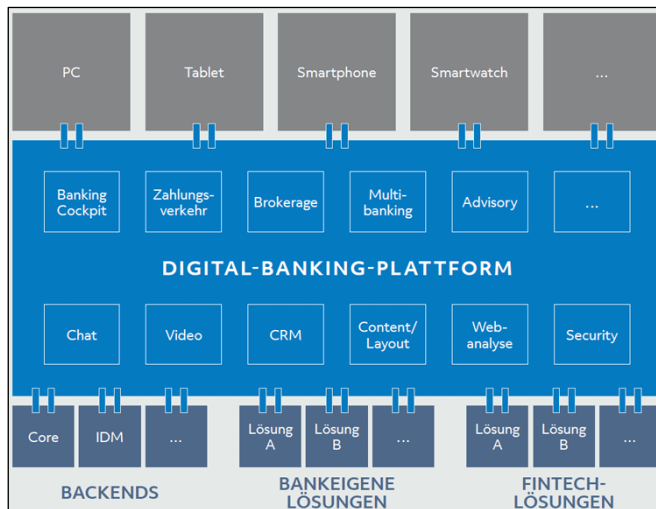 PC
Tablet
Smartphone
Smartwatch
...
Banking
Cockpit
Zahlungs-
verkehr
Brokerage
Multi-
banking
Advisory
...
DIGITAL-BANKING-PLATTFORM
Chat
Video
CRM
Content/
Layout
Web-
analyse
Security
Core
IDM
...
Lösung
A
Lösung
B
...
Lösung
A
Lösung
B
...
BACKENDS
BANKEIGENE
LÖSUNGEN
FINTECH-
LÖSUNGEN